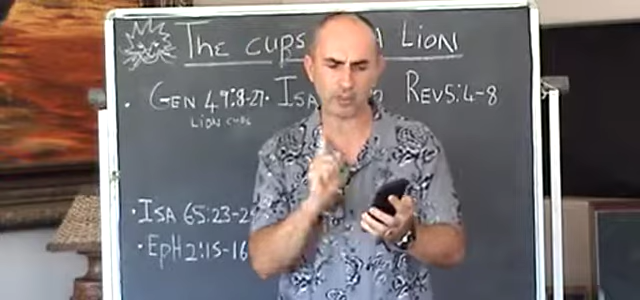 The cubs a Lion
• Gen 49:8-27 • Isa Rev 5:4-8
Lion cubs
• Isa 65:23-2
• Eph 2:15-16